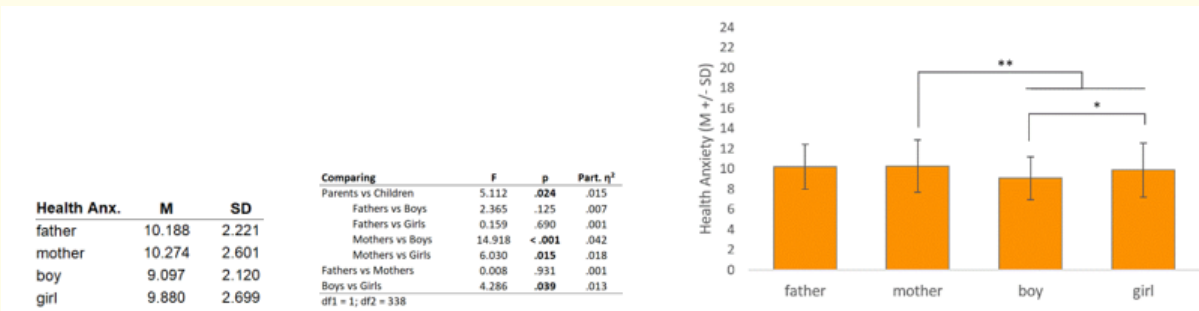 Health Anx. M SD
father 10.188 2.221
mother 10.274 2.601
boy 9.097 2.120
girl 9.880 2.699
Comparing F p Part. η²
Parents vs Children 5.112 .024 .015
Fathers vs Boys 2.365 .125 .007
Fathers vs Girls 0.159 .690 .001
Mothers vs Boys 14.918 <.001 .042
Mothers vs Girls 6.030 .015 .018
Fathers vs Mothers 0.008 .931 .001
Boys vs Girls 4.286 .039 .013
df1 = 1; df2 = 338
Health Anxiety (M +/- SD)
24
22
20
18
16
14
12
10
8
6
4
2
0
**
*
father mother boy girl